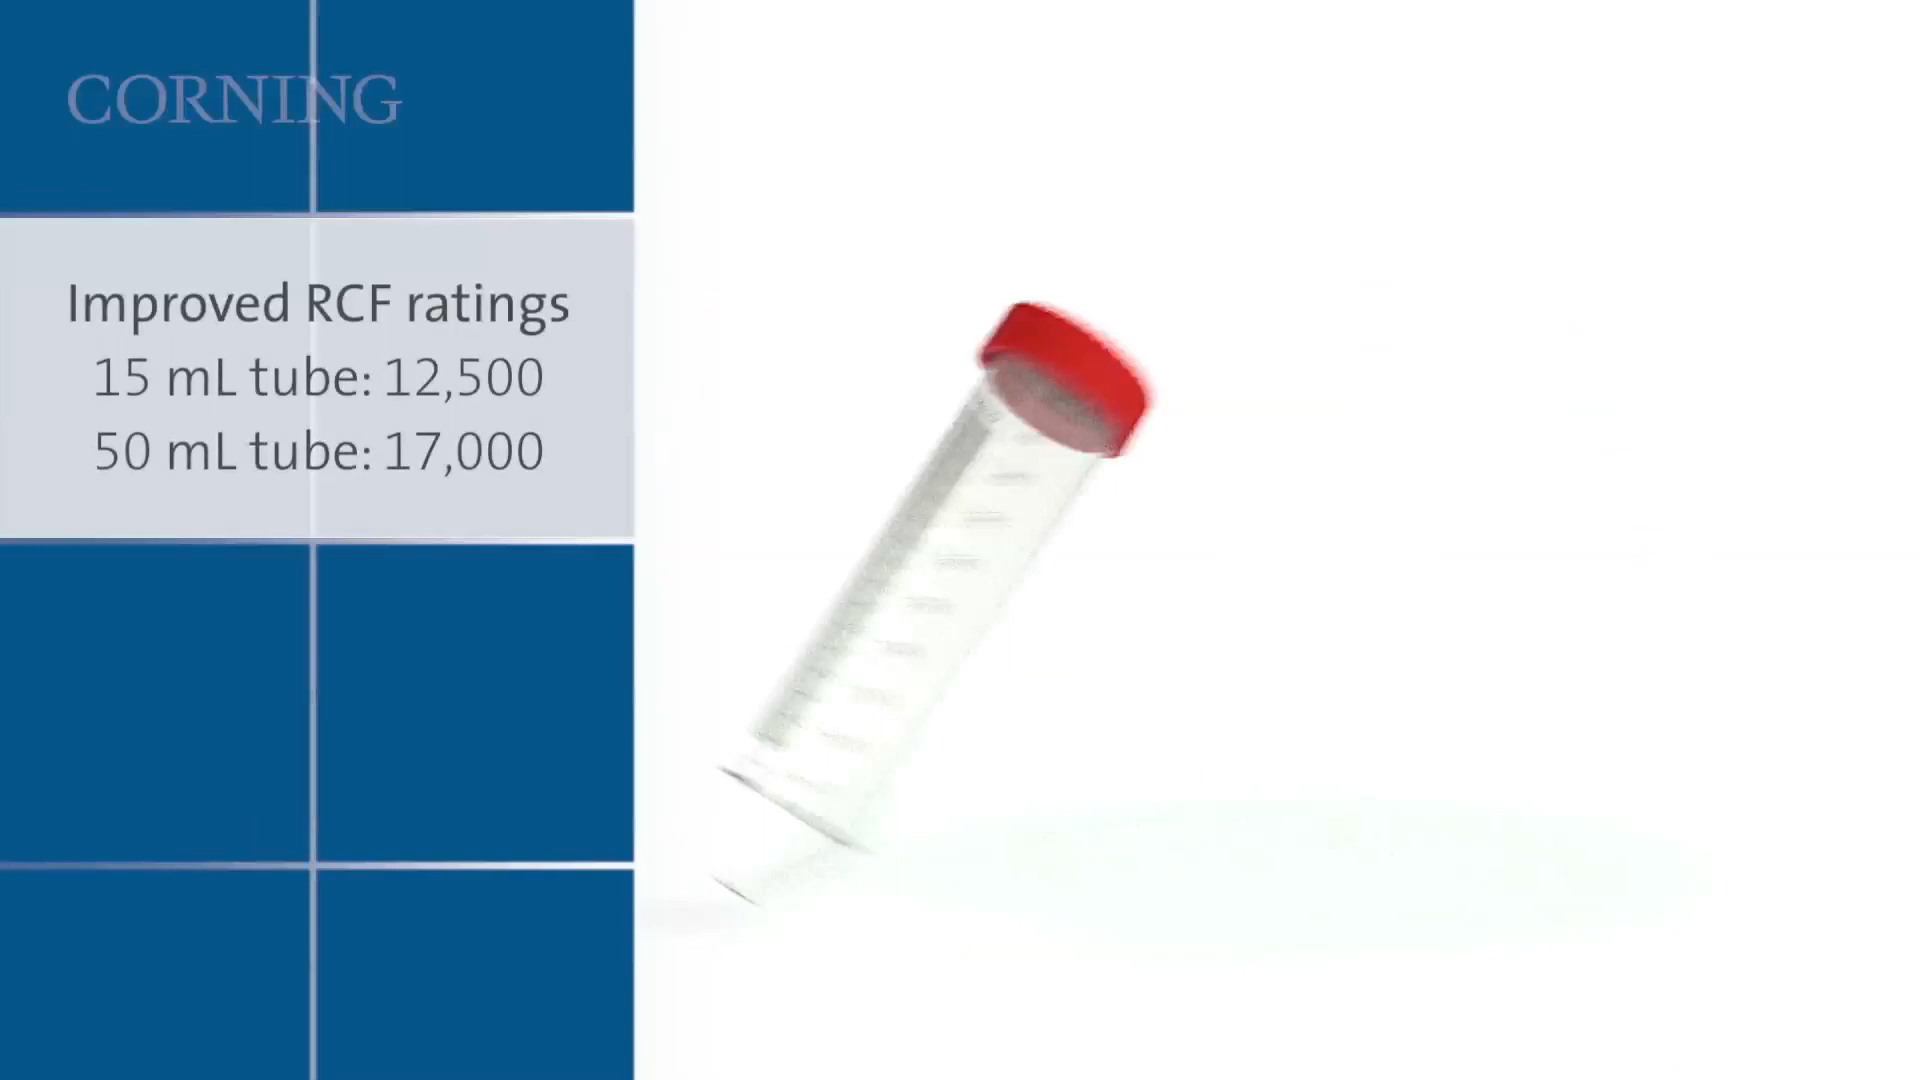 CORNING
Improved RCF ratings
15 mL tube: 12,500
50 mL tube: 17,000